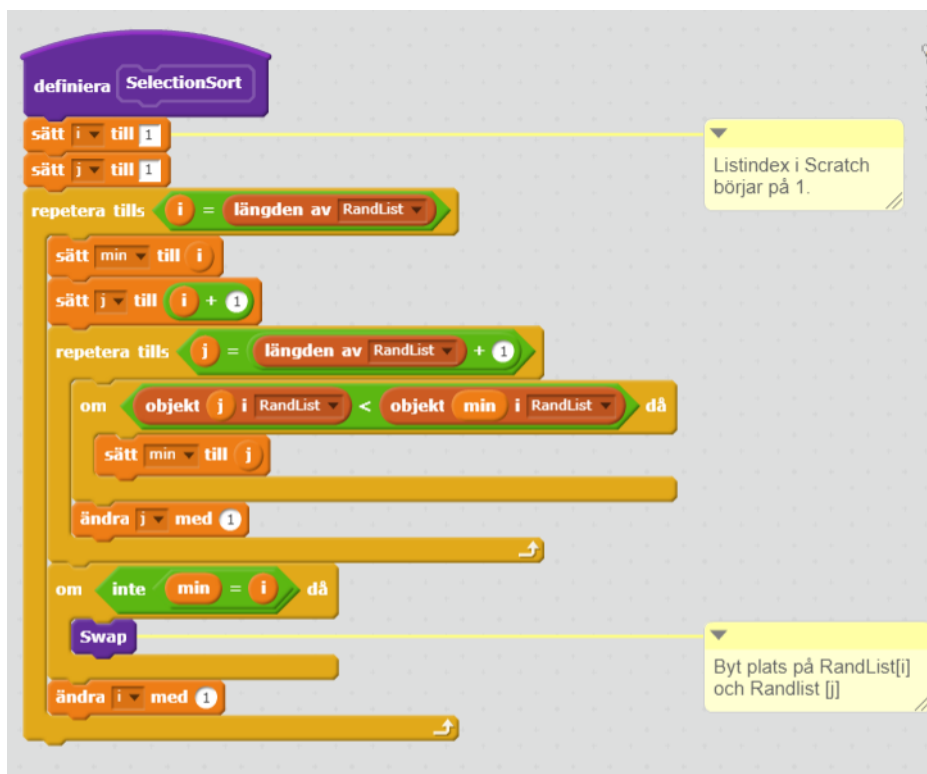 definiera SelectionSort
sätt i till 1
Listindex i Scratch
börjar på 1.
sätt j till 1
repetera tills i = längden av RandList
sätt min till i
sätt j till i + 1
repetera tills j = längden av RandList + 1
om objekt j i RandList < objekt min i RandList då
sätt min till j
ändra j med 1
om inte min = i då
Swap
Byt plats på RandList[i]
och Randlist [j]
ändra i med 1